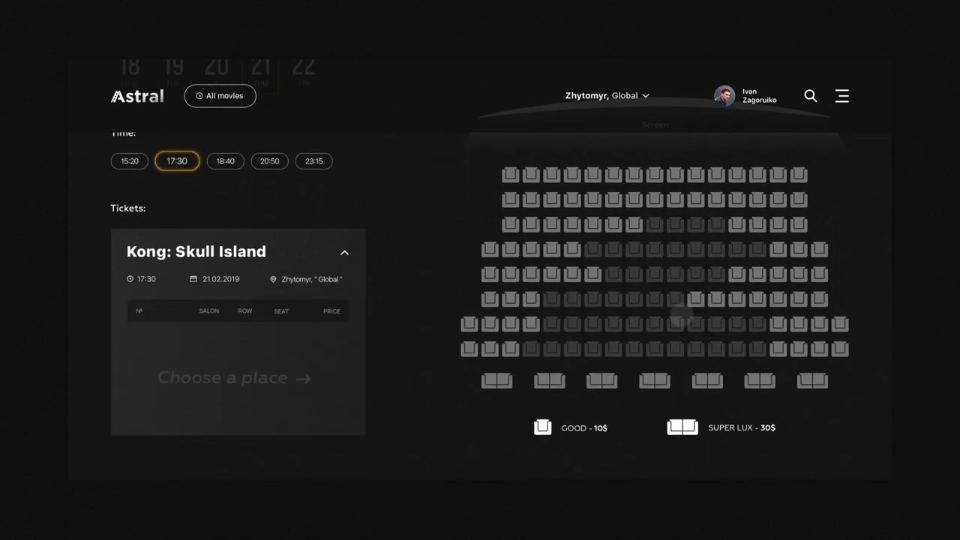 18 19 20 21 22
THU
Astral
All movies
Zhytomyr, Global
Ivan
Zagoruiko
Time:
Screen
15:20 17:30 18:40 20:50 23:15
Tickets:
Kong: Skull Island
17:30 21.02.2019 Zhytomyr, " Global "
№ SALON ROW SEAT PRICE
Choose a place →
GOOD - 10$ SUPER LUX - 30$